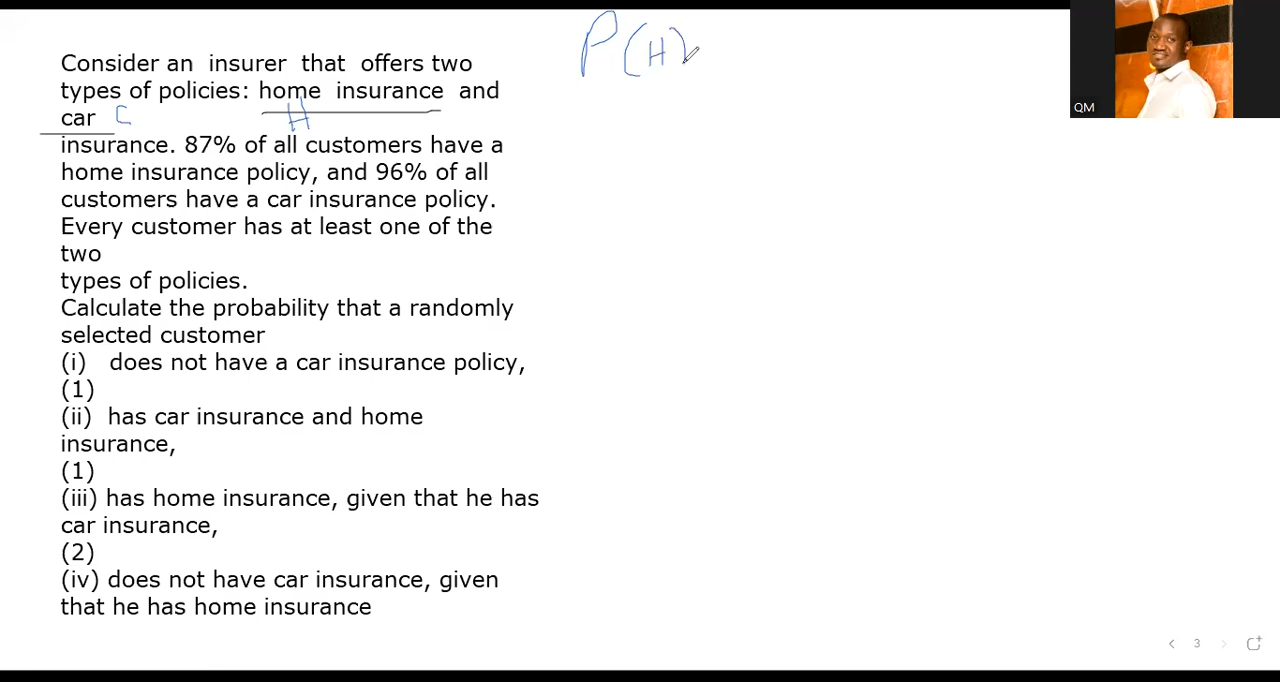 P(H)
Consider an insurer that offers two
types of policies: home insurance and
car C H
insurance. 87% of all customers have a
home insurance policy, and 96% of all
customers have a car insurance policy.
Every customer has at least one of the
two
types of policies.
Calculate the probability that a randomly
selected customer
(i) does not have a car insurance policy,
(1)
(ii) has car insurance and home
insurance,
(1)
(iii) has home insurance, given that he has
car insurance,
(2)
(iv) does not have car insurance, given
that he has home insurance
QM
3